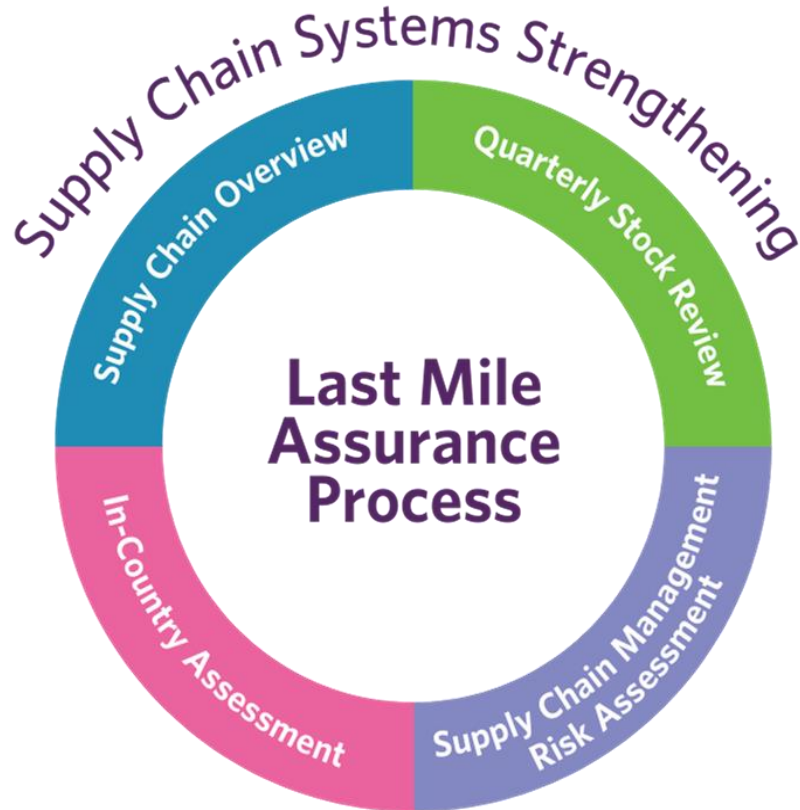 Supply Chain Systems Strengthening
Supply Chain Overview
Quarterly Stock Review
Last Mile
Assurance
Process
In-Country Assessment
Supply Chain Management
Risk Assessment